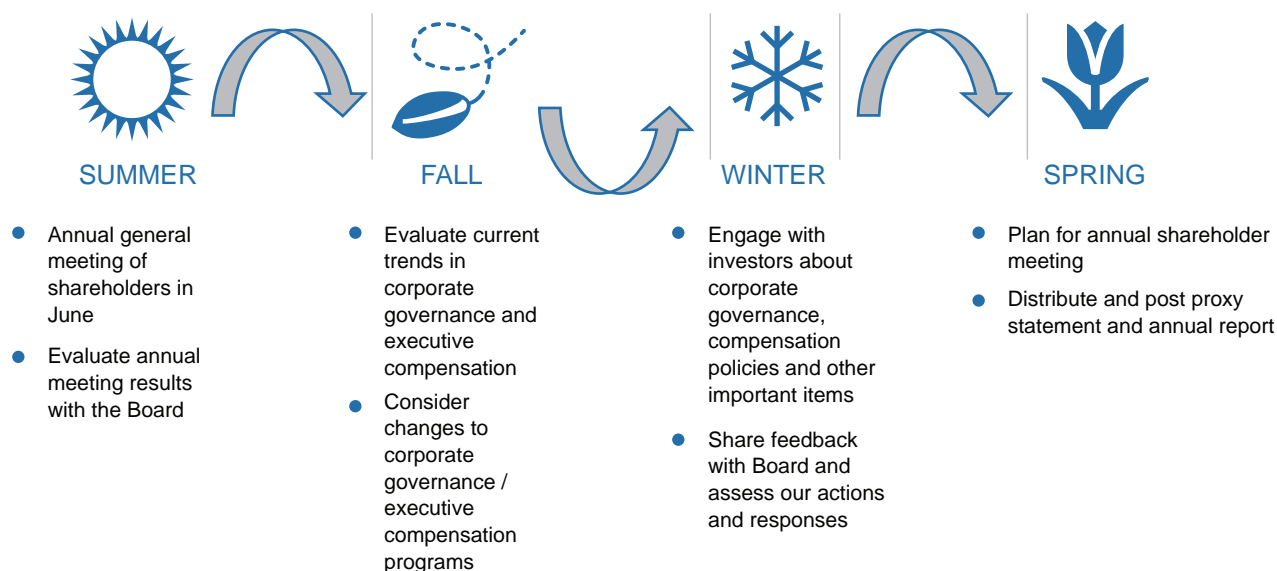 SUMMER
Annual general
meeting of
shareholders in
June
Evaluate annual
meeting results
with the Board
FALL
Evaluate current
trends in
corporate
governance and
executive
compensation
Consider
changes to
corporate
governance /
executive
compensation
programs
WINTER
Engage with
investors about
corporate
governance,
compensation
policies and other
important items
Share feedback
with Board and
assess our actions
and responses
SPRING
Plan for annual shareholder
meeting
Distribute and post proxy
statement and annual report